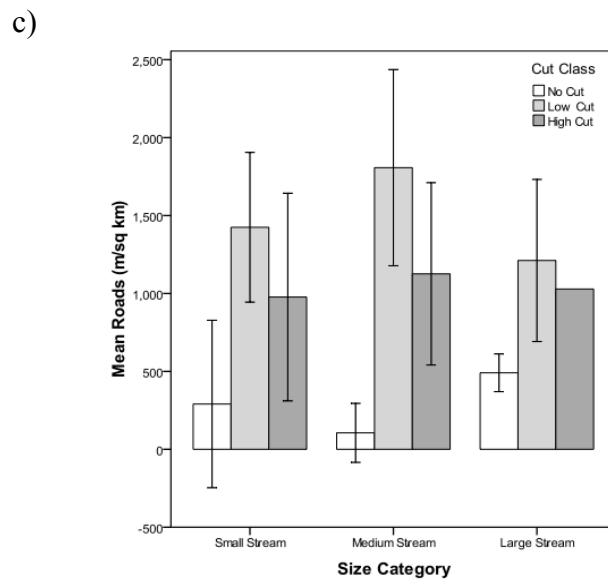 c)
2,500
2,000
1,500
1,000
500
0
-500
Mean Roads (m/sq km)
Cut Class
No Cut
Low Cut
High Cut
Small Stream Medium Stream Large Stream
Size Category